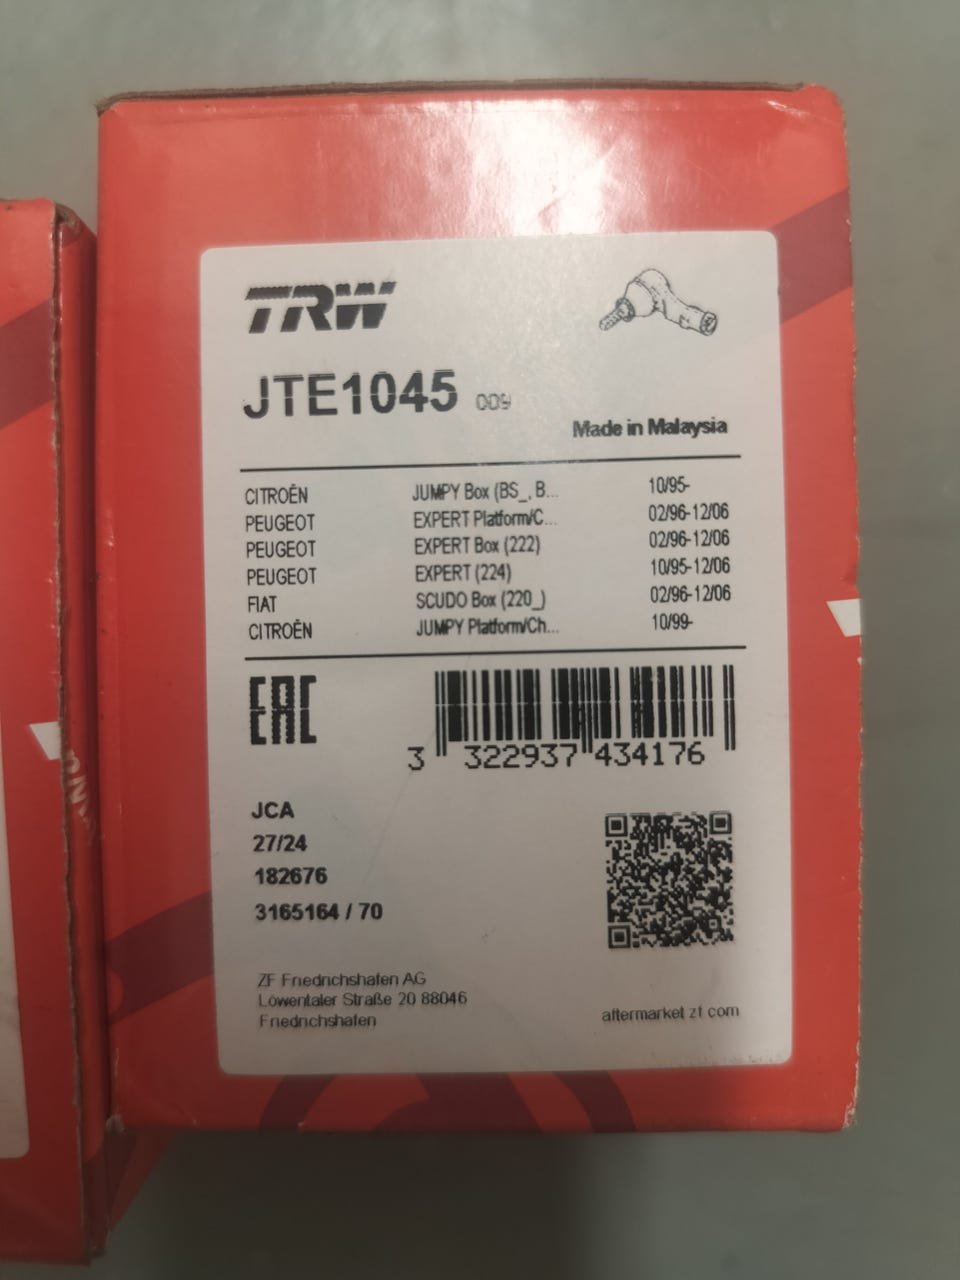 TRW
JTE1045 009
Made in Malaysia
CITROËN JUMPY Box (BS_, B... 10/95-
PEUGEOT EXPERT Platform/C... 02/96-12/06
PEUGEOT EXPERT Box (222) 02/96-12/06
PEUGEOT EXPERT (224) 10/95-12/06
FIAT SCUDO Box (220_) 02/96-12/06
CITROËN JUMPY Platform/Ch... 10/99-
EAC
3 322937 434176
JCA
27/24
182676
3165164 / 70
ZF Friedrichshafen AG
Löwentaler Straße 20 88046
Friedrichshafen
aftermarket zf com